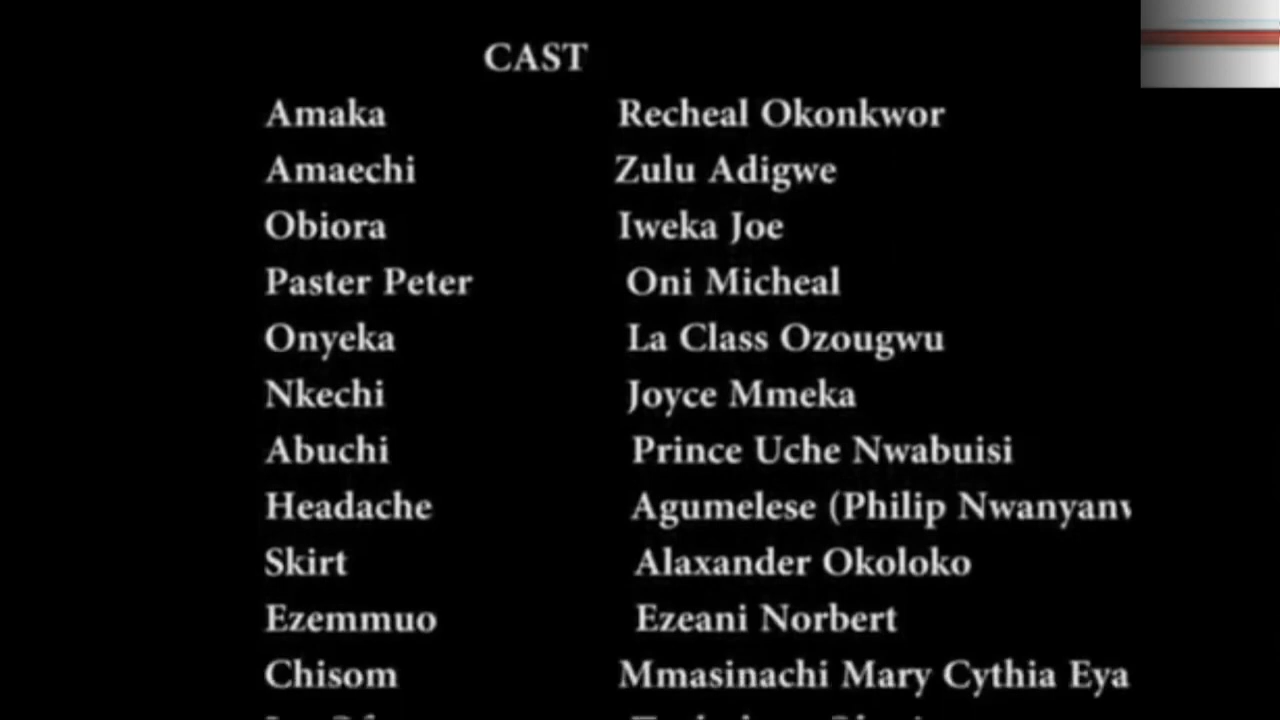 CAST
Amaka Recheal Okonkwor
Amaechi Zulu Adigwe
Obiora Iweka Joe
Paster Peter Oni Micheal
Onyeka La Class Ozougwu
Nkechi Joyce Mmeka
Abuchi Prince Uche Nwabuisi
Headache Agumelese (Philip
Skirt Alaxander Okoloko
Ezemmuo Ezeani Norbert
Chisom Mmasinachi Mary Cythia Eya